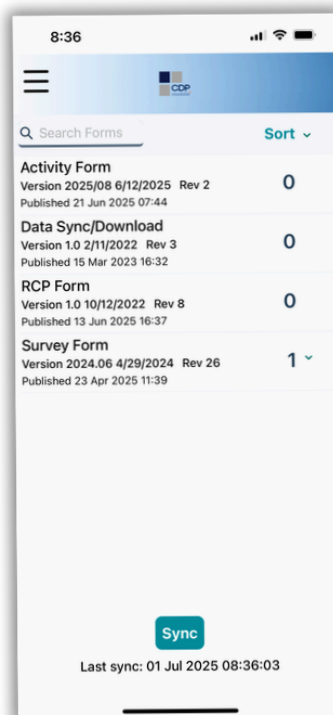 8:36
CDP
Search Forms
Sort
Activity Form
Version 2025/08 6/12/2025 Rev 2
0
Published 21 Jun 2025 07:44
Data Sync/Download
Version 1.0 2/11/2022 Rev 3
0
Published 15 Mar 2023 16:32
RCP Form
Version 1.0 10/12/2022 Rev 8
0
Published 13 Jun 2025 16:37
Survey Form
Version 2024.06 4/29/2024 Rev 26
1
Published 23 Apr 2025 11:39
Sync
Last sync: 01 Jul 2025 08:36:03